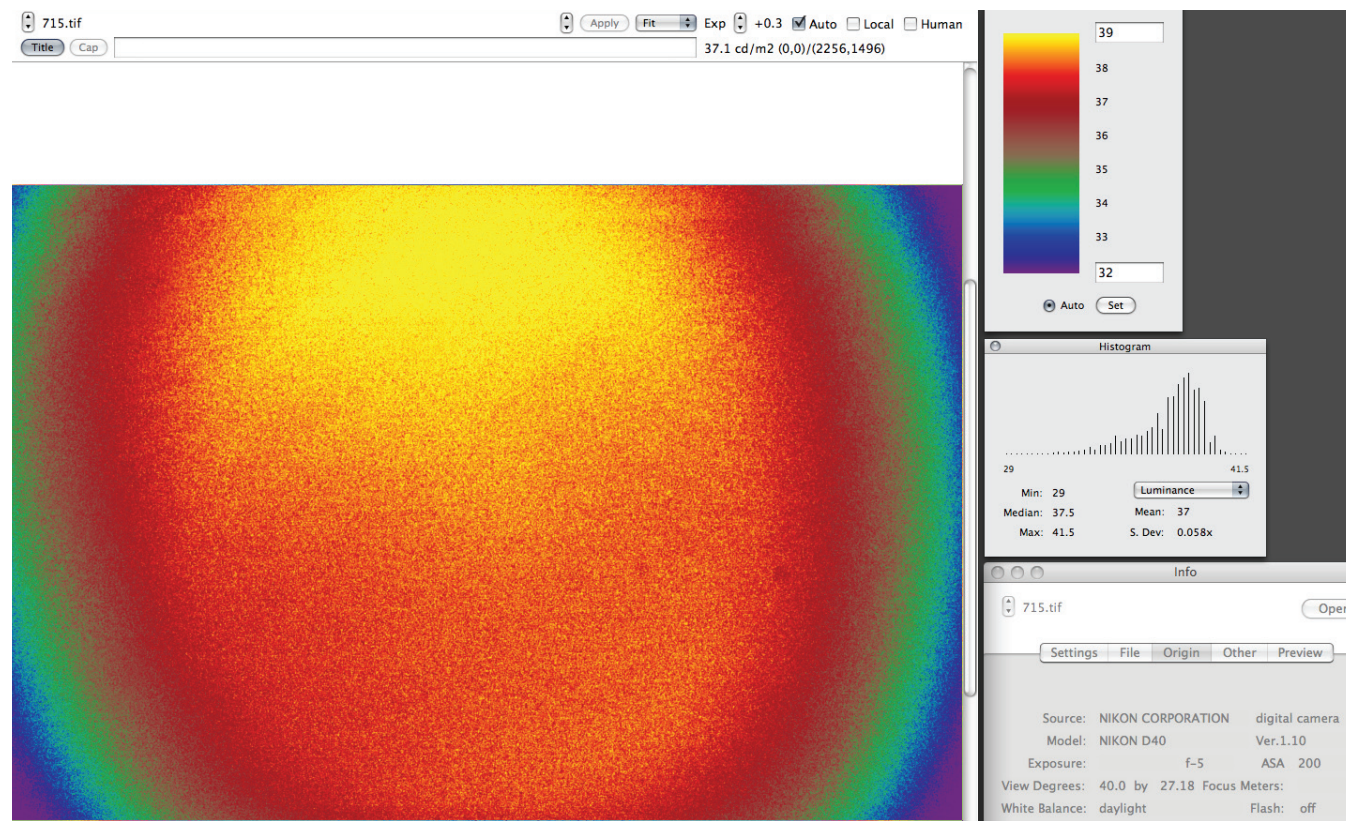 715.tif Apply Fit Exp +0.3 Auto Local Human
Title Cap 37.1 cd/m2 (0,0)/(2256,1496)
39
38
37
36
35
34
33
32
Auto Set
Histogram
29 41.5
Min: 29 Luminance
Median: 37.5 Mean: 37
Max: 41.5 S. Dev: 0.058x
Info
715.tif Open
Settings File Origin Other Preview
Source: NIKON CORPORATION digital camera
Model: NIKON D40 Ver.1.10
Exposure: f-5 ASA 200
View Degrees: 40.0 by 27.18 Focus Meters:
White Balance: daylight Flash: off